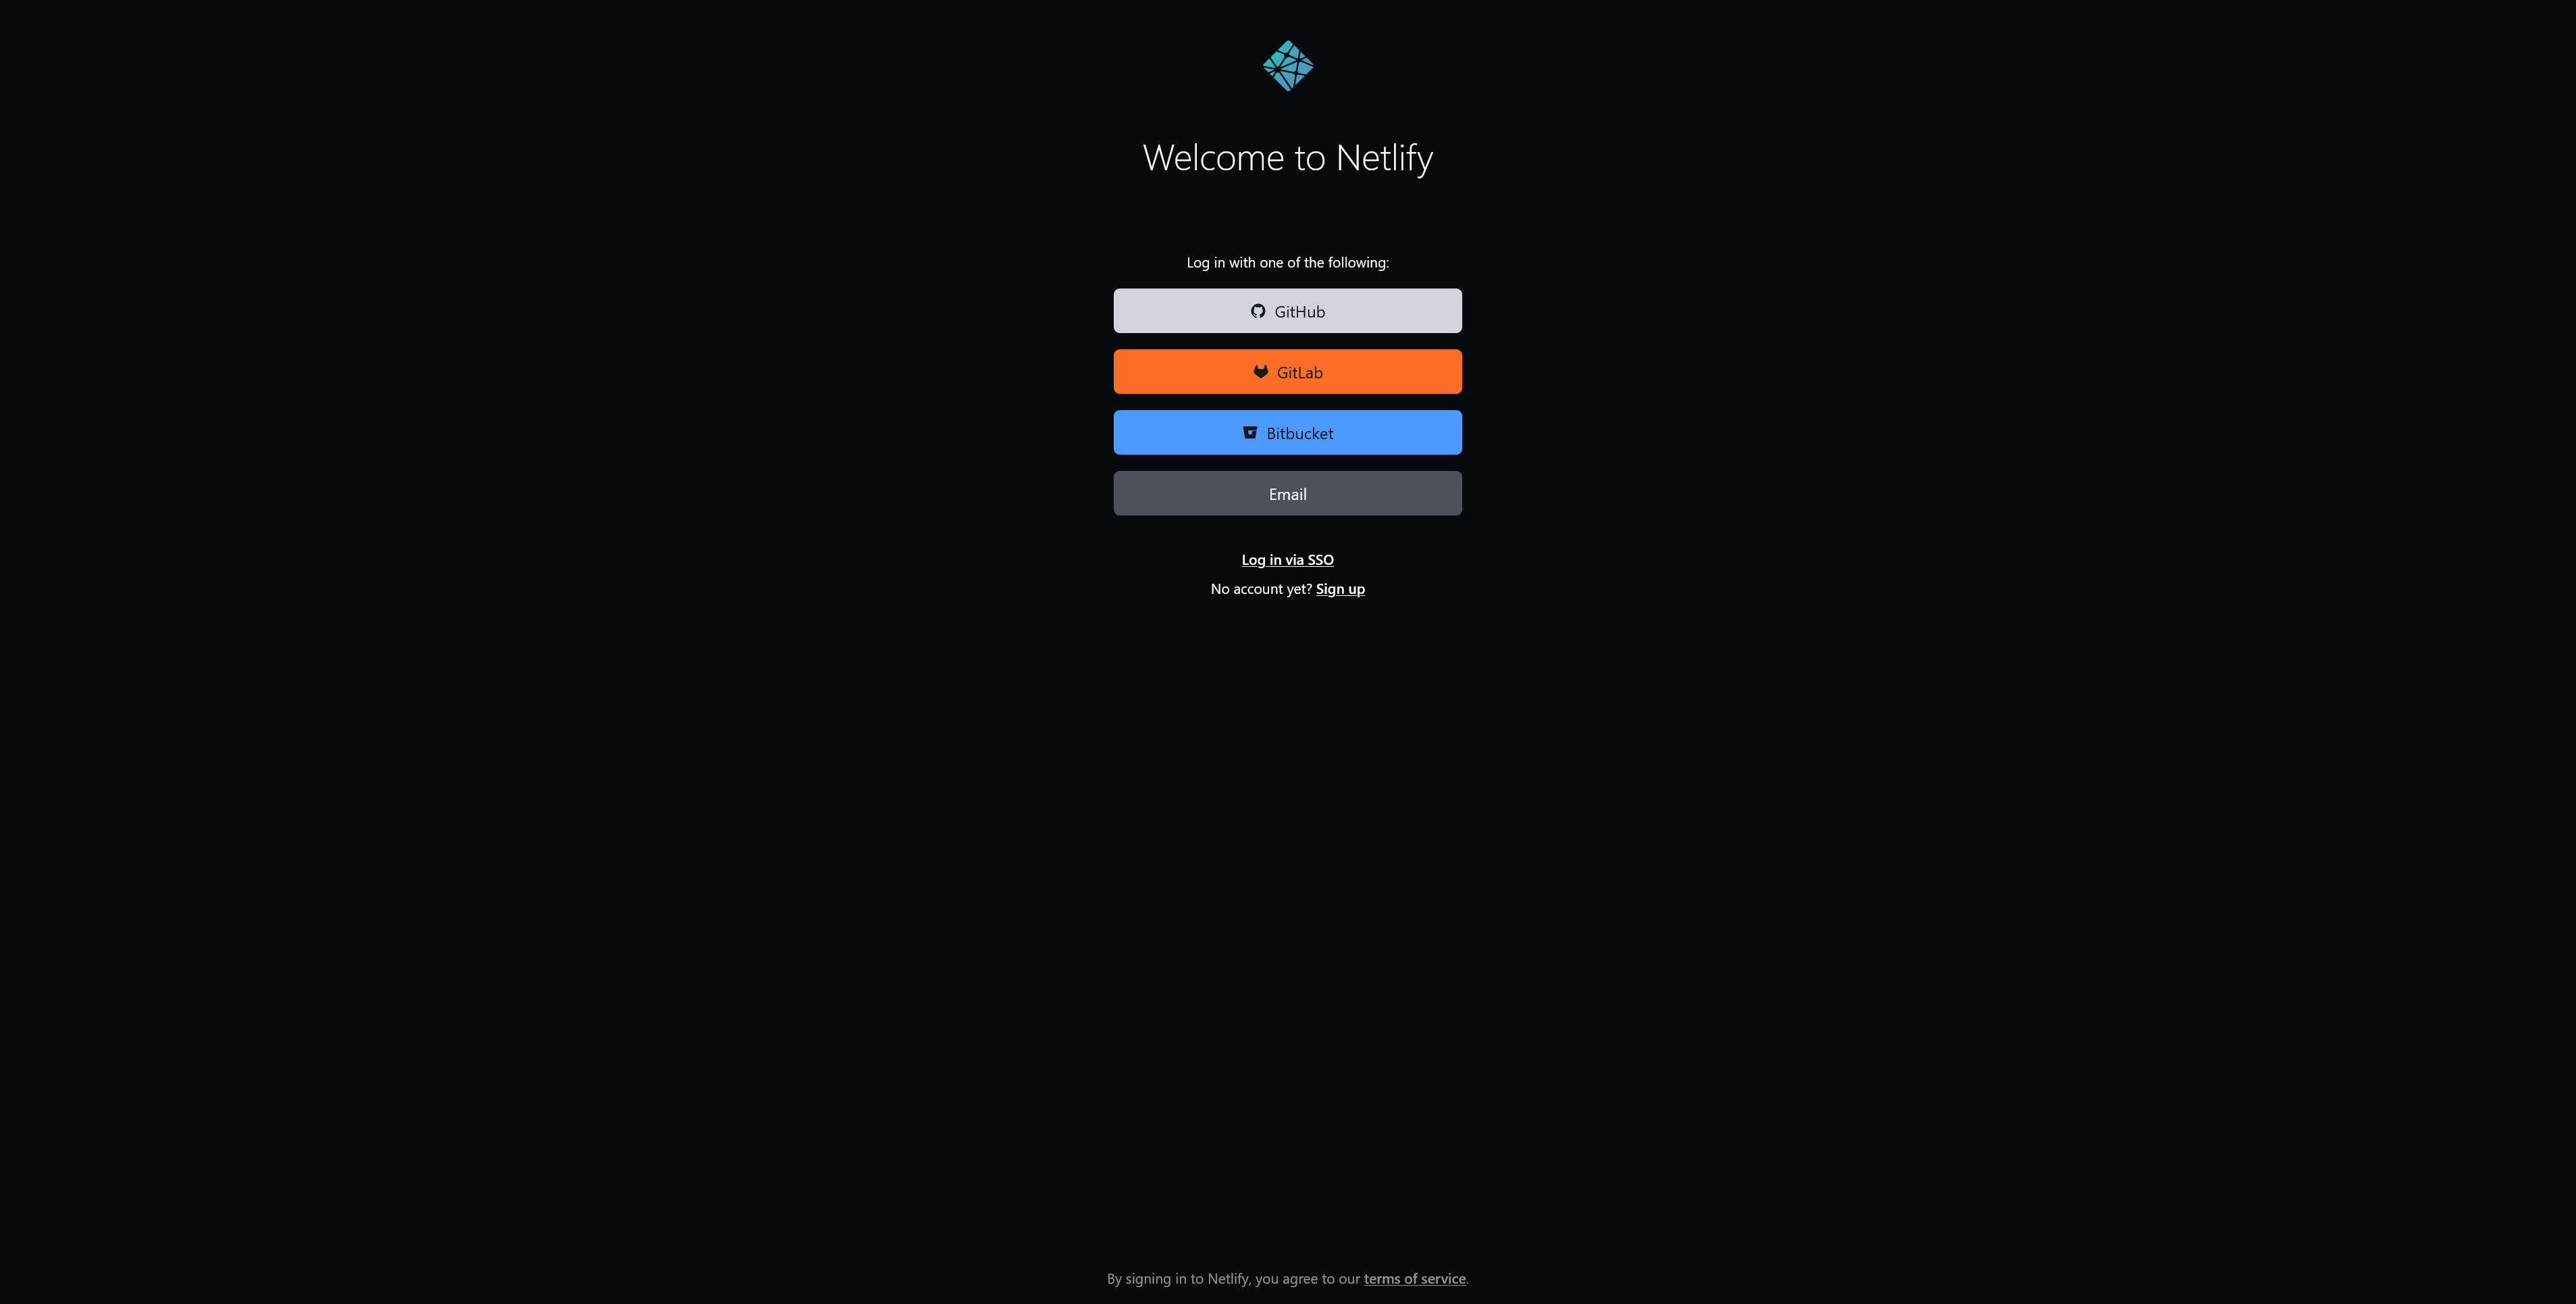 Welcome to Netlify
Log in with one of the following:
GitHub
GitLab
Bitbucket
Email
Log in via SSO
No account yet? Sign up
By signing in to Netlify, you agree to our terms of service.